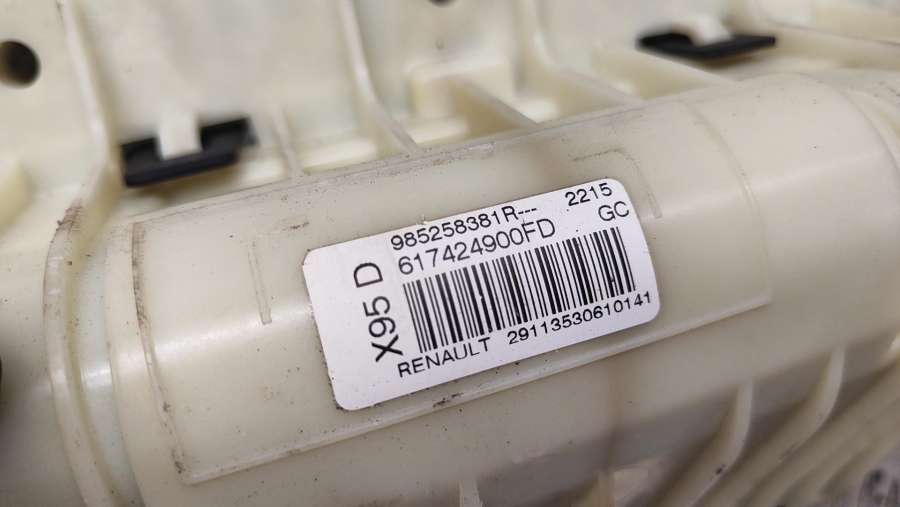 985258381R--- 2215
617424900FD GC
X95 D
RENAULT 29113530610141